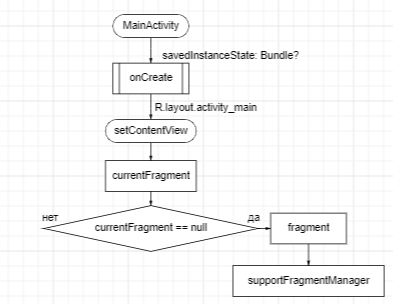 MainActivity
savedInstanceState: Bundle?
onCreate
R.layout.activity_main
setContentView
currentFragment
нет
currentFragment == null
да
fragment
supportFragmentManager